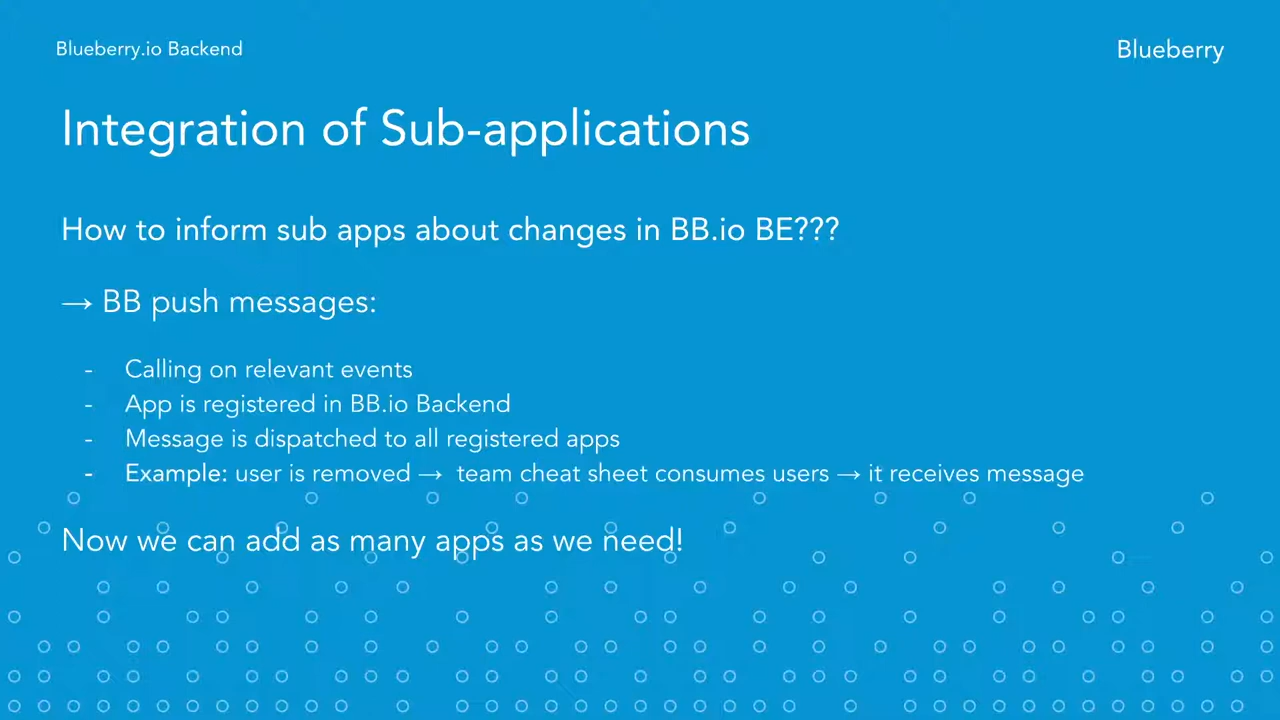 Blueberry.io Backend
Blueberry
Integration of Sub-applications
How to inform sub apps about changes in BB.io BE???
→ BB push messages:
- Calling on relevant events
- App is registered in BB.io Backend
- Message is dispatched to all registered apps
- Example: user is removed → team cheat sheet consumes users → it receives message
Now we can add as many apps as we need!